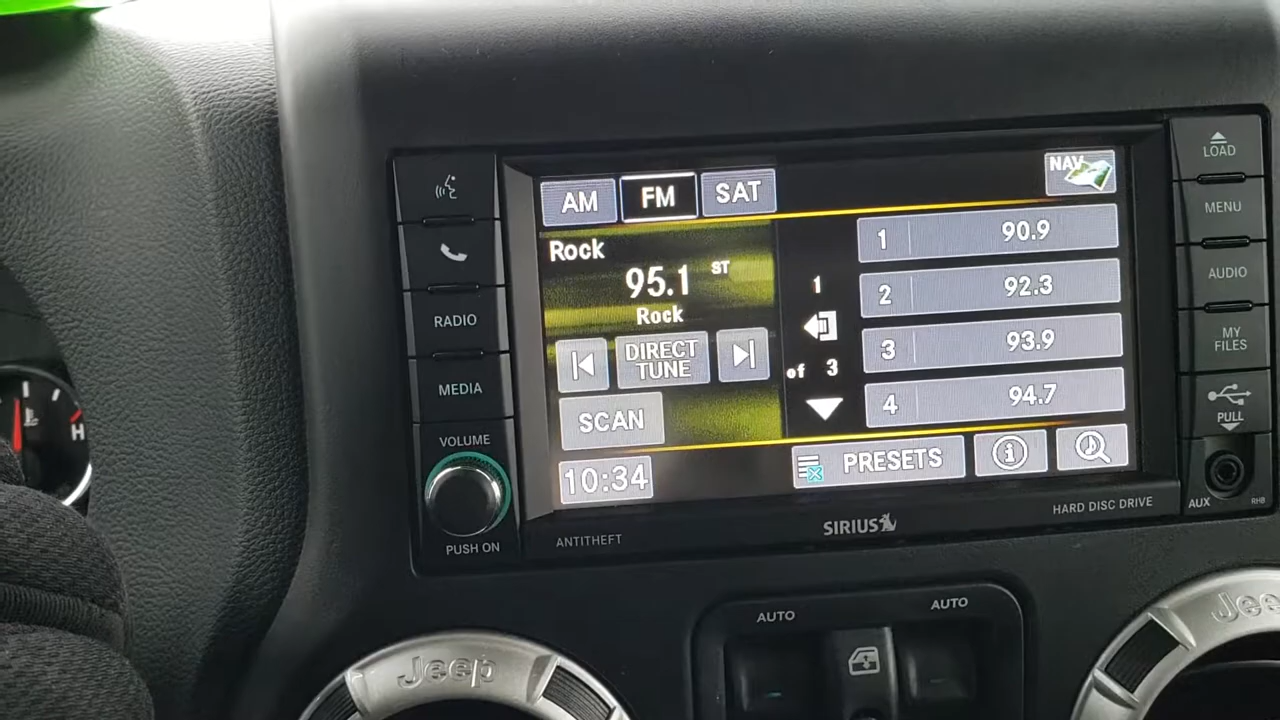 LOAD
MENU
AUDIO
MY
FILES
PULL
AUX
RHB
RADIO
MEDIA
VOLUME
PUSH ON
AM FM SAT
NAV
Rock
95.1 ST
Rock
DIRECT
TUNE
SCAN
10:34
1
of 3
1 90.9
2 92.3
3 93.9
4 94.7
PRESETS
i
ANTITHEFT
SIRIUS
HARD DISC DRIVE
AUTO
AUTO
H
Jeep
Jee